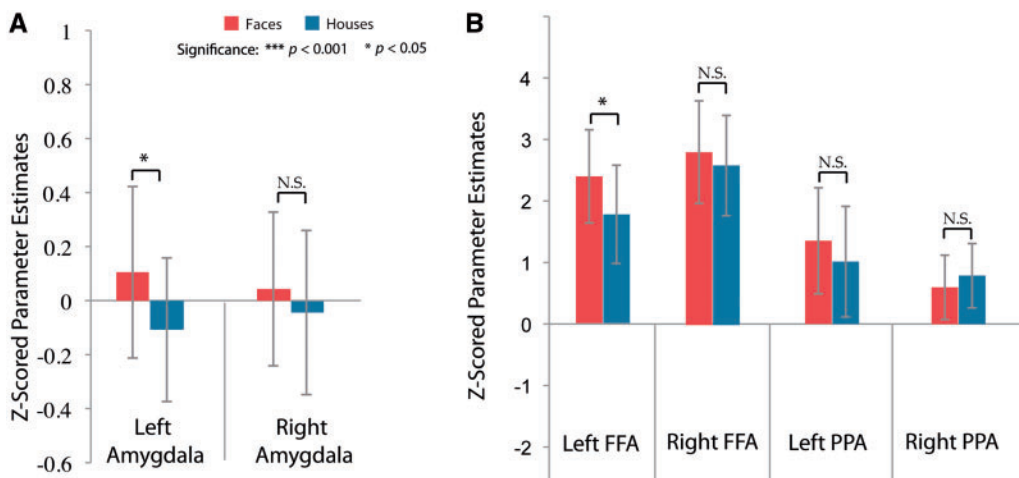 A
Faces Houses
Significance: *** p < 0.001 * p < 0.05
Z-Scored Parameter Estimates
1
0.8
0.6
0.4
0.2
0
-0.2
-0.4
-0.6
*
N.S.
Left
Amygdala
Right
Amygdala
B
Z-Scored Parameter Estimates
4
3
2
1
0
-1
-2
*
N.S.
N.S.
N.S.
Left FFA Right FFA Left PPA Right PPA